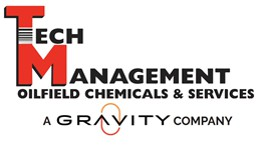 TECH
MANAGEMENT
OILFIELD CHEMICALS & SERVICES
A GRAVITY COMPANY